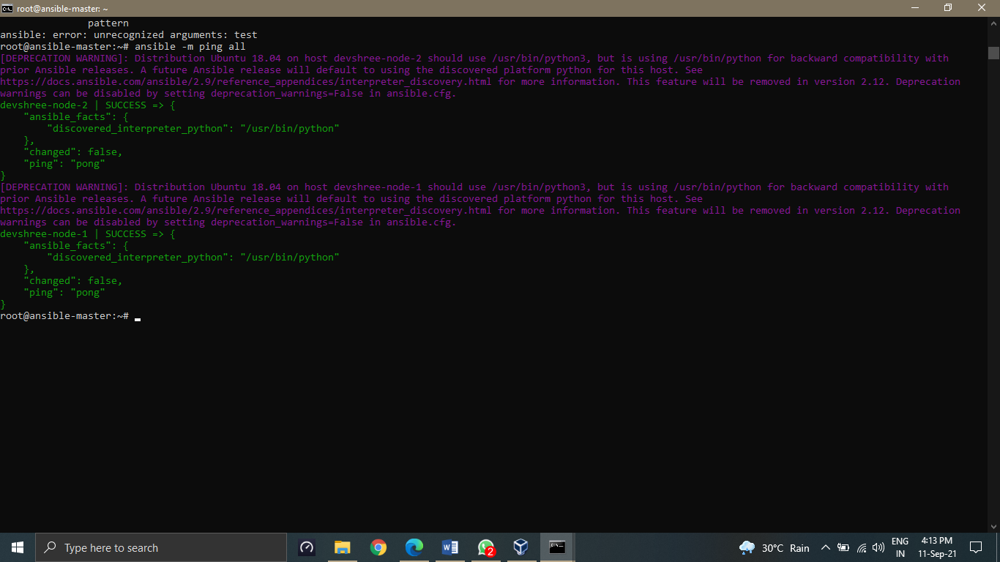 root@ansible-master: ~
pattern
ansible: error: unrecognized arguments: test
root@ansible-master:~# ansible -m ping all
[DEPRECATION WARNING]: Distribution Ubuntu 18.04 on host devshree-node-2 should use /usr/bin/python3, but is using /usr/bin/python for backward compatibility with
prior Ansible releases. A future Ansible release will default to using the discovered platform python for this host. See
https://docs.ansible.com/ansible/2.9/reference_appendices/interpreter_discovery.html for more information. This feature will be removed in version 2.12. Deprecation
warnings can be disabled by setting deprecation_warnings=False in ansible.cfg.
devshree-node-2 | SUCCESS => {
    "ansible_facts": {
        "discovered_interpreter_python": "/usr/bin/python"
    },
    "changed": false,
    "ping": "pong"
}
[DEPRECATION WARNING]: Distribution Ubuntu 18.04 on host devshree-node-1 should use /usr/bin/python3, but is using /usr/bin/python for backward compatibility with
prior Ansible releases. A future Ansible release will default to using the discovered platform python for this host. See
https://docs.ansible.com/ansible/2.9/reference_appendices/interpreter_discovery.html for more information. This feature will be removed in version 2.12. Deprecation
warnings can be disabled by setting deprecation_warnings=False in ansible.cfg.
devshree-node-1 | SUCCESS => {
    "ansible_facts": {
        "discovered_interpreter_python": "/usr/bin/python"
    },
    "changed": false,
    "ping": "pong"
}
root@ansible-master:~#
Type here to search
2
30°C Rain
ENG
IN
4:13 PM
11-Sep-21